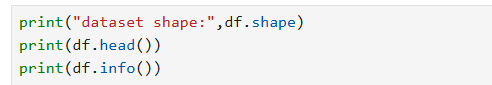 print("dataset shape:",df.shape)
print(df.head())
print(df.info())